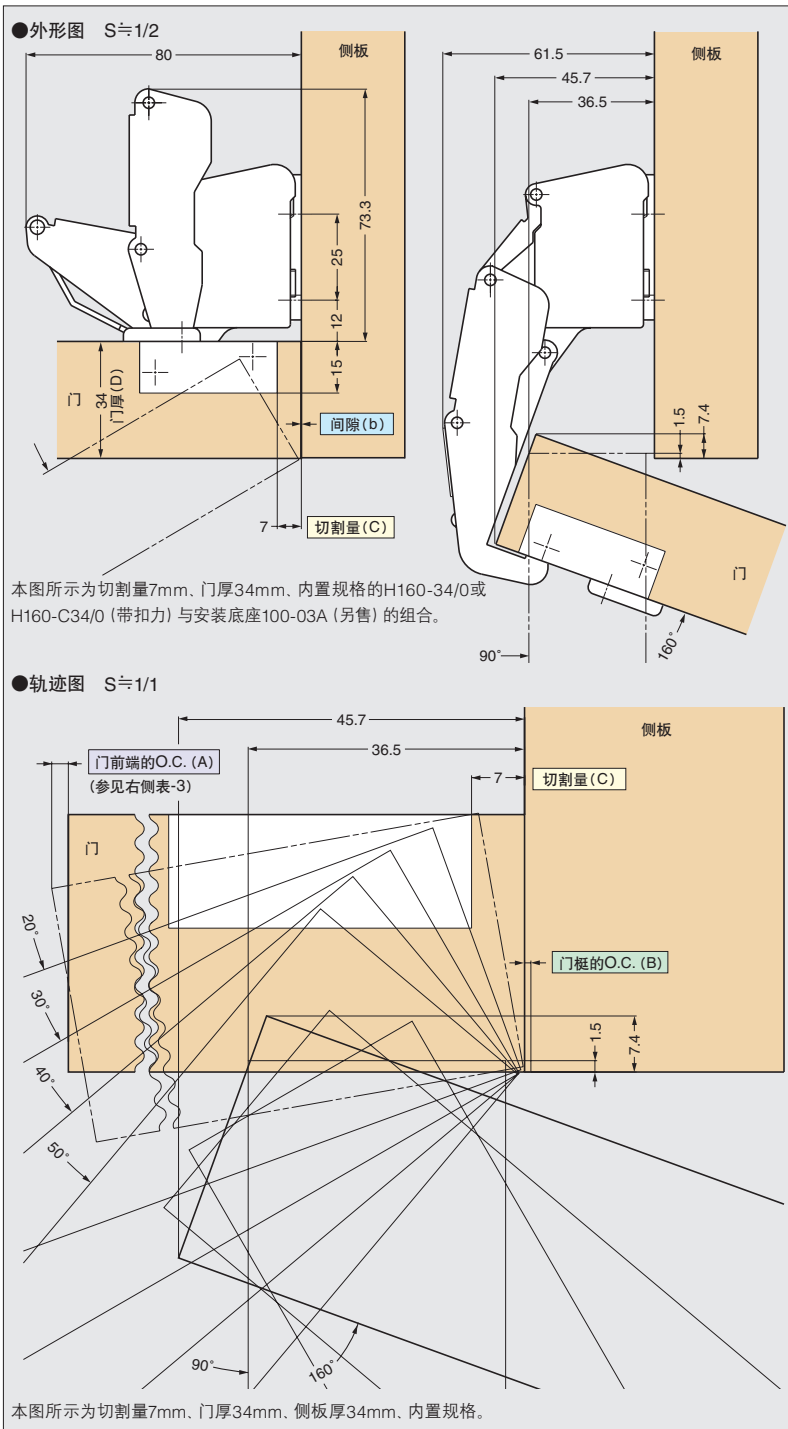 ●外形图 S≒1/2
80
侧板
73.3
25
12
15
门
34
门厚(D)
间隙(b)
7
切割量(C)
61.5
45.7
36.5
侧板
1.5
7.4
门
90°
160°
本图所示为切割量7mm、门厚34mm、内置规格的H160-34/0或
H160-C34/0 (带扣力) 与安装底座100-03A (另售) 的组合。
●轨迹图 S≒1/1
45.7
侧板
36.5
门前端的O.C. (A)
(参见右侧表-3)
7
切割量(C)
门
20°
30°
40°
50°
门梃的O.C. (B)
1.5
7.4
90°
160°
本图所示为切割量7mm、门厚34mm、侧板厚34mm、内置规格。